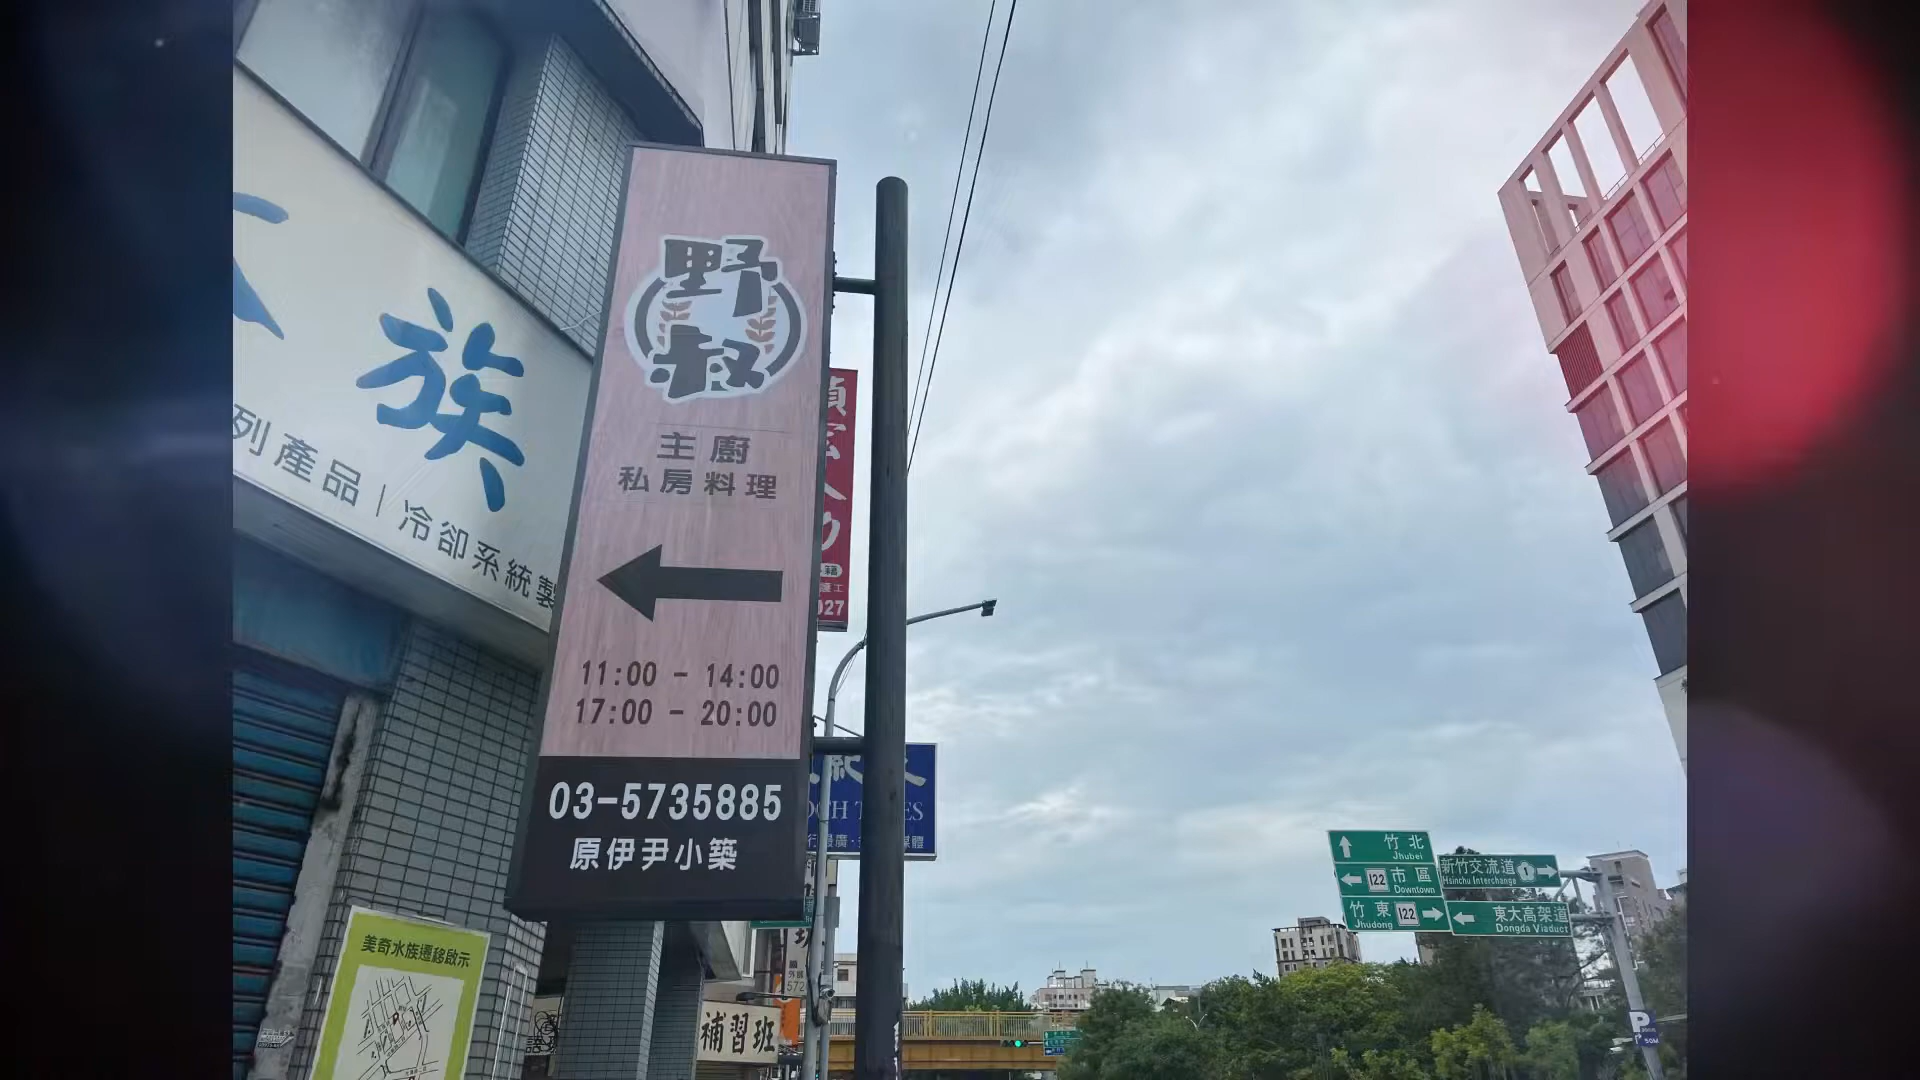 族
列產品｜冷卻系統製
野叔
主廚
私房料理
11:00 - 14:00
17:00 - 20:00
03-5735885
原伊尹小築
美奇水族遷移啟示
補習班
竹北
Jhubei
122 市區
Downtown
竹東 122
Jhudong
新竹交流道 1
Hsinchu Interchange
東大高架道
Dongda Viaduct
P